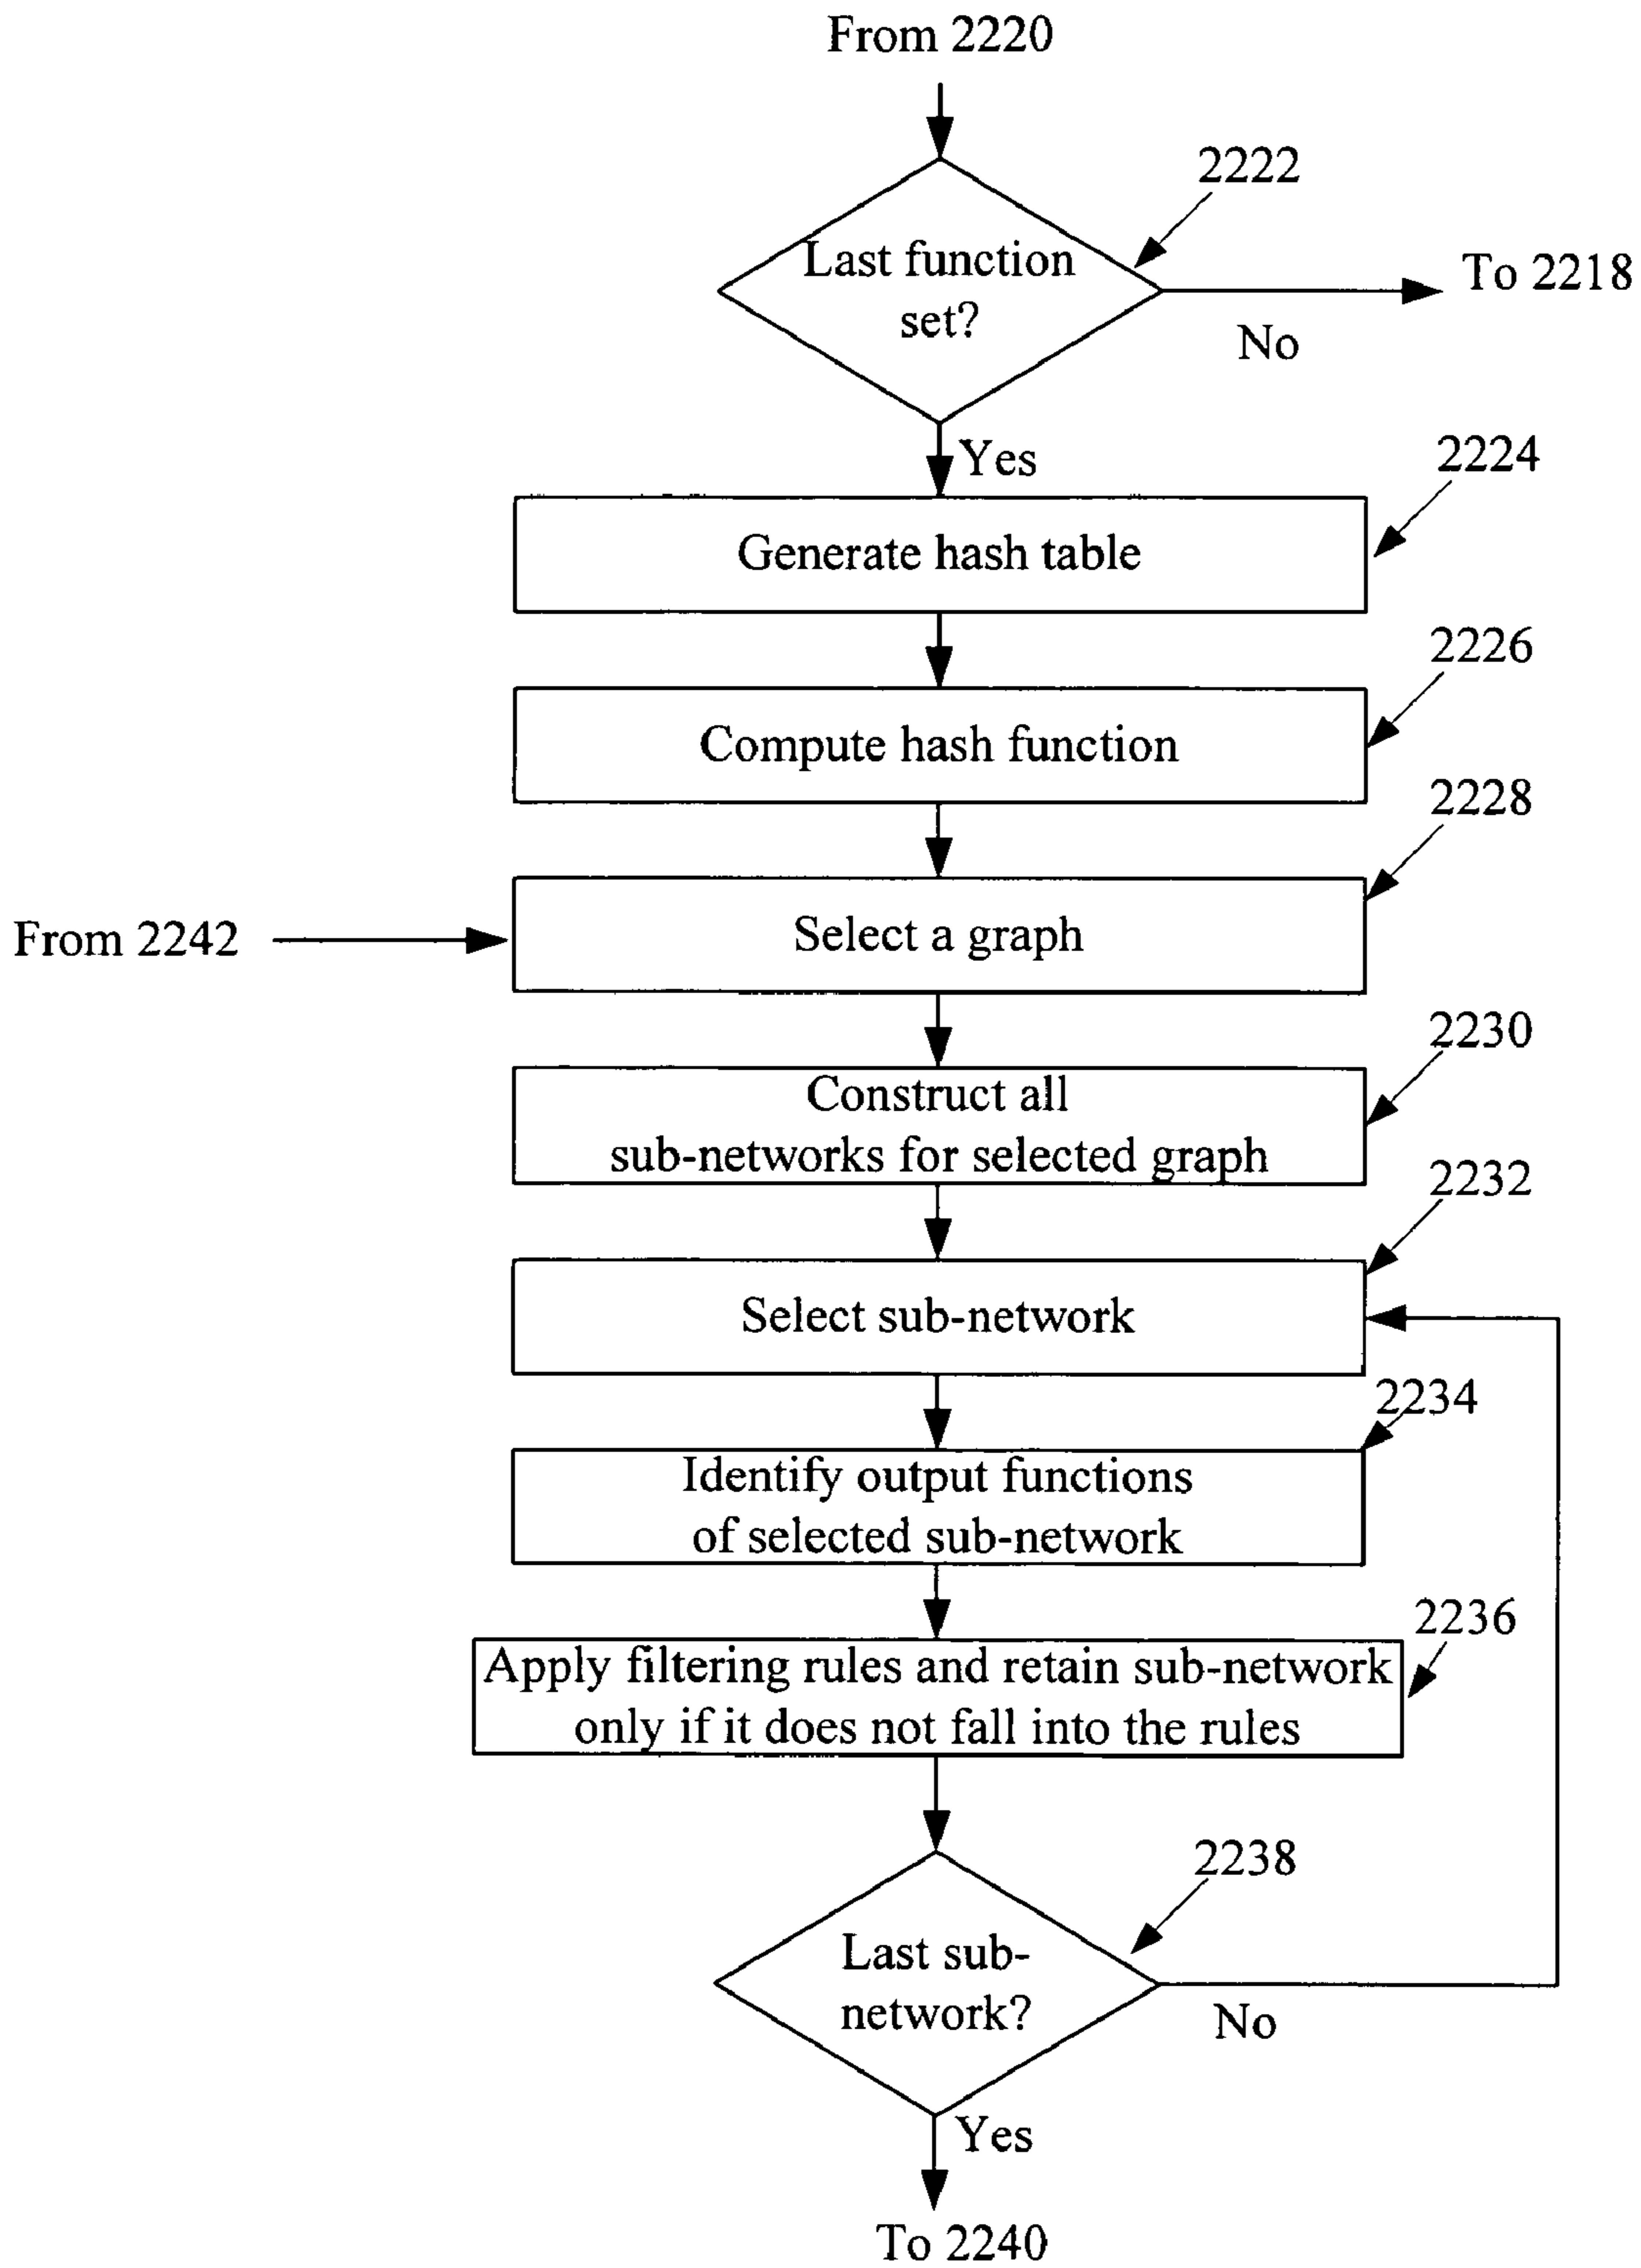 From 2220
2222
Last function
set?
To 2218
No
Yes
2224
Generate hash table
2226
Compute hash function
2228
From 2242
Select a graph
2230
Construct all
sub-networks for selected graph
2232
Select sub-network
2234
Identify output functions
of selected sub-network
2236
Apply filtering rules and retain sub-network
only if it does not fall into the rules
2238
Last sub-
network?
No
Yes
To 2240